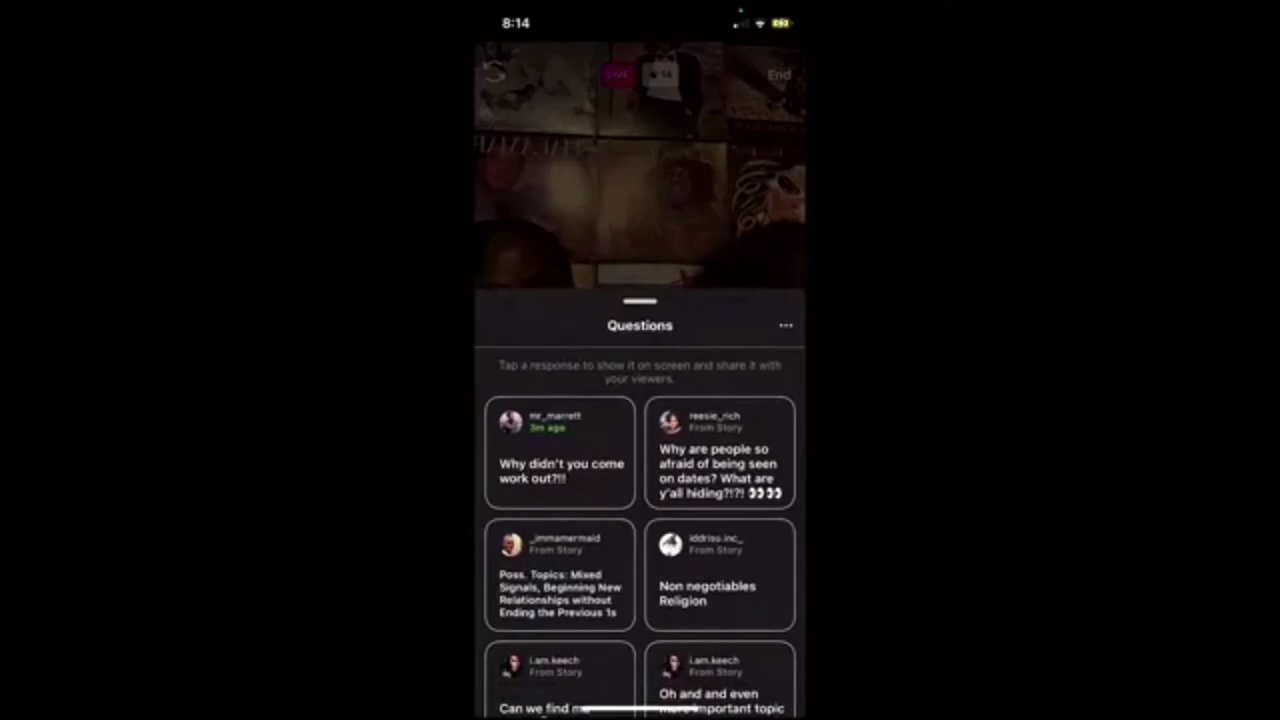 8:14
LIVE
End
Questions
Tap a response to show it on screen and share it with
your viewers.
mr_marrett
3m ago
Why didn't you come
work out?!!
reesie_rich
From Story
Why are people so
afraid of being seen
on dates? What are
y'all hiding?!?! 👀👀
_immamermaid
From Story
Poss. Topics: Mixed
Signals, Beginning New
Relationships without
Ending the Previous 1s
iddrisu.inc_
From Story
Non negotiables
Religion
i.am.keech
From Story
Can we find
i.am.keech
From Story
Oh and and even
more important topic